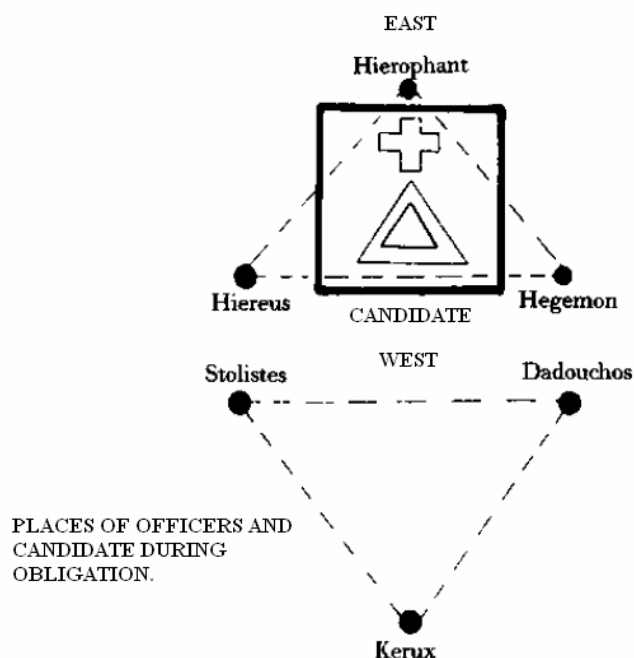 EAST
Hierophant
Hiereus
Hegemon
CANDIDATE
WEST
Stolistes
Dadouchos
PLACES OF OFFICERS AND
CANDIDATE DURING
OBLIGATION.
Kerux